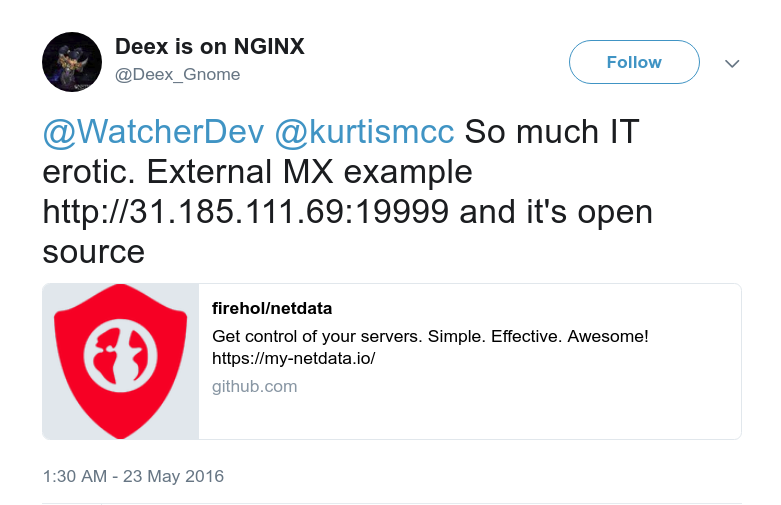 Deex is on NGINX
@Deex_Gnome
Follow
@WatcherDev @kurtismcc So much IT
erotic. External MX example
http://31.185.111.69:19999 and it's open
source
firehol/netdata
Get control of your servers. Simple. Effective. Awesome!
https://my-netdata.io/
github.com
1:30 AM - 23 May 2016